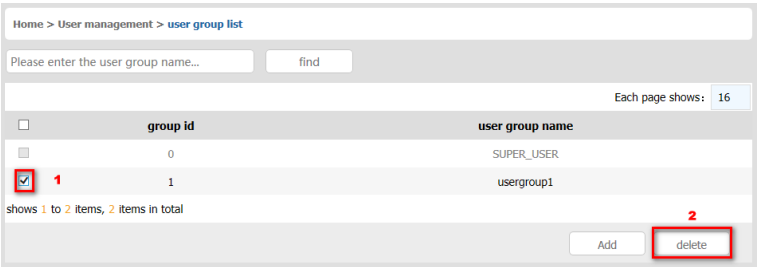 Home > User management > user group list
Please enter the user group name... find
Each page shows: 16
group id user group name
0 SUPER_USER
1 1 usergroup1
shows 1 to 2 items, 2 items in total
2
Add delete